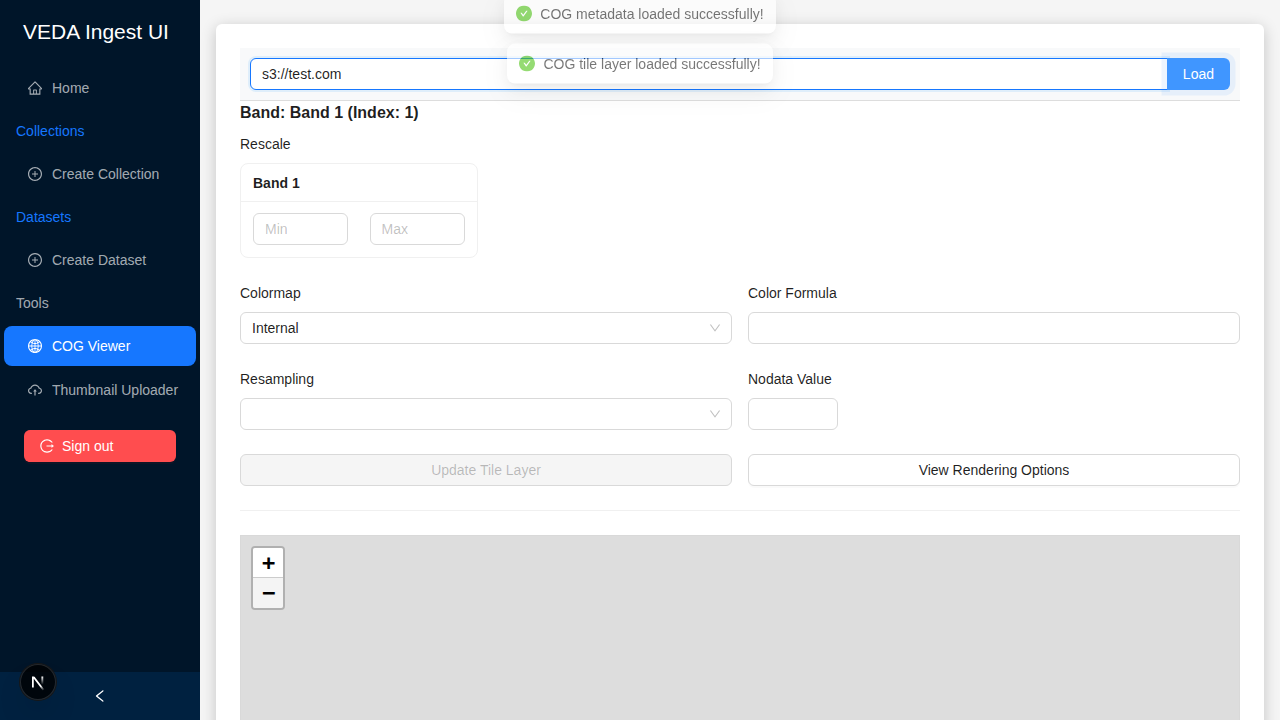 VEDA Ingest UI
Home
Collections
Create Collection
Datasets
Create Dataset
Tools
COG Viewer
Thumbnail Uploader
Sign out
COG metadata loaded successfully!
COG tile layer loaded successfully!
s3://test.com
Load
Band: Band 1 (Index: 1)
Rescale
Band 1
Min
Max
Colormap
Color Formula
Internal
Resampling
Nodata Value
Update Tile Layer
View Rendering Options
+
−
N